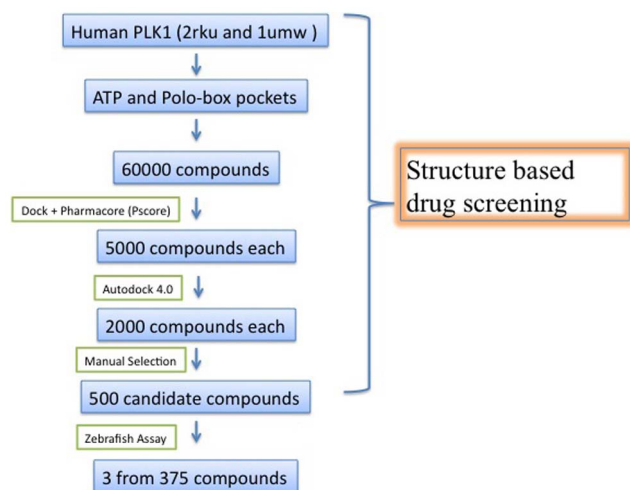 Human PLK1 (2rku and 1umw )
ATP and Polo-box pockets
60000 compounds
Dock + Pharmacore (Pscore)
5000 compounds each
Autodock 4.0
2000 compounds each
Manual Selection
500 candidate compounds
Zebrafish Assay
3 from 375 compounds
Structure based
drug screening